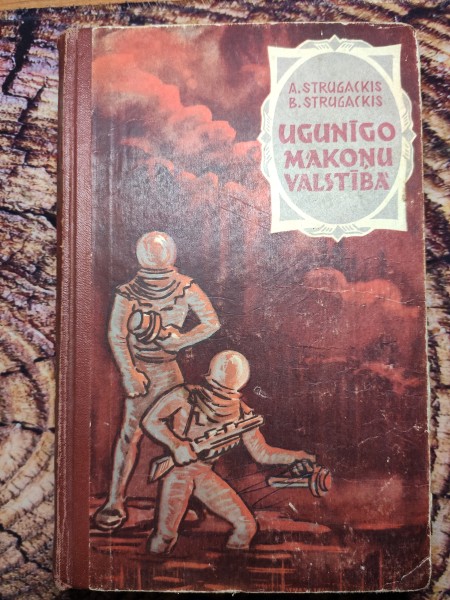 A. STRUGACKIS
B. STRUGACKIS
UGUNĪGO
MĀKOŅU
VALSTĪBĀ